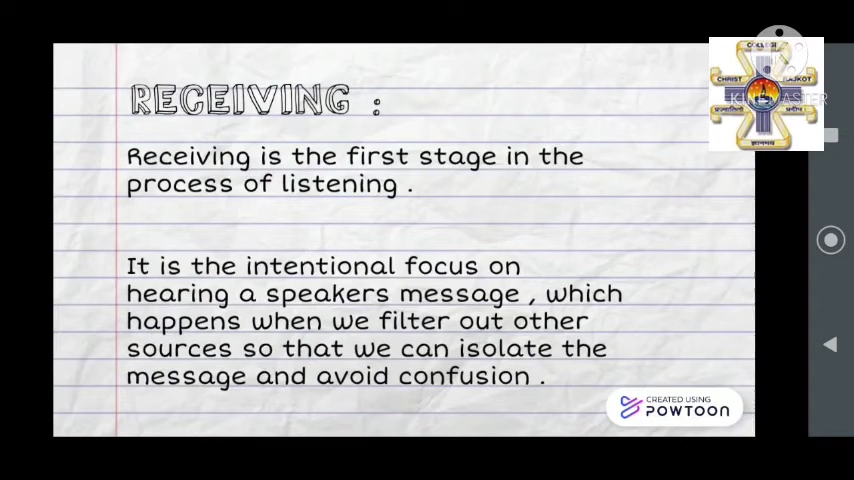 COLLEGE
CHRIST
RAJKOT
KINEMASTER
RECEIVING :
Receiving is the first stage in the
process of listening .
It is the intentional focus on
hearing a speakers message , which
happens when we filter out other
sources so that we can isolate the
message and avoid confusion .
CREATED USING
POWTOON